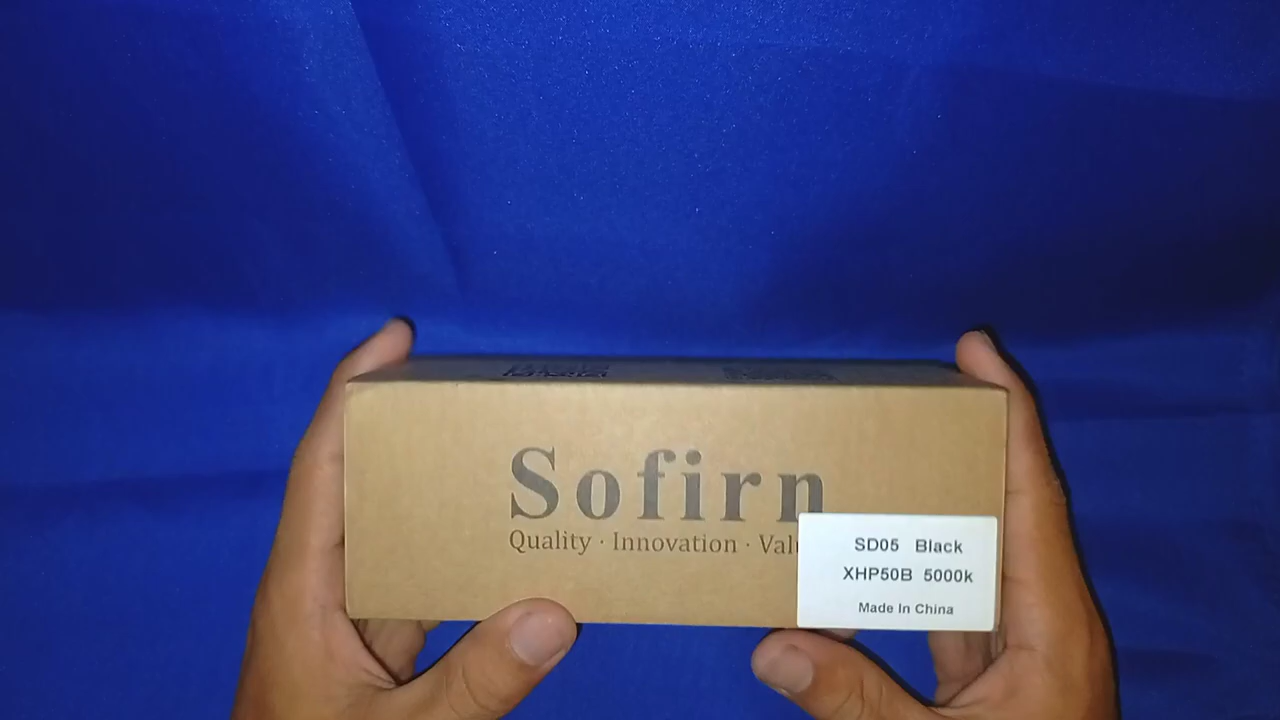 Sofirn
Quality · Innovation ·
SD05 Black
XHP50B 5000k
Made In China